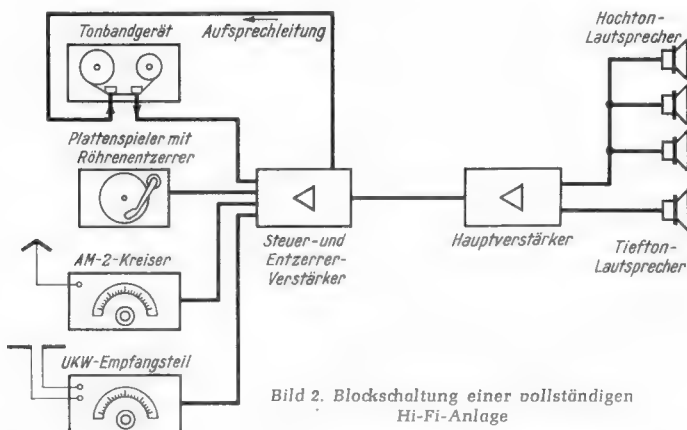 Tonbandgerät
Aufsprechleitung
Hochton-
Lautsprecher
Plattenspieler mit
Röhrenentzerrer
AM-2-Kreiser
Steuer-und
Entzerrer-
Verstärker
Hauptverstärker
Tiefton-
Lautsprecher
UKW-Empfangsteil
Bild 2. Blockschaltung einer vollständigen
Hi-Fi-Anlage